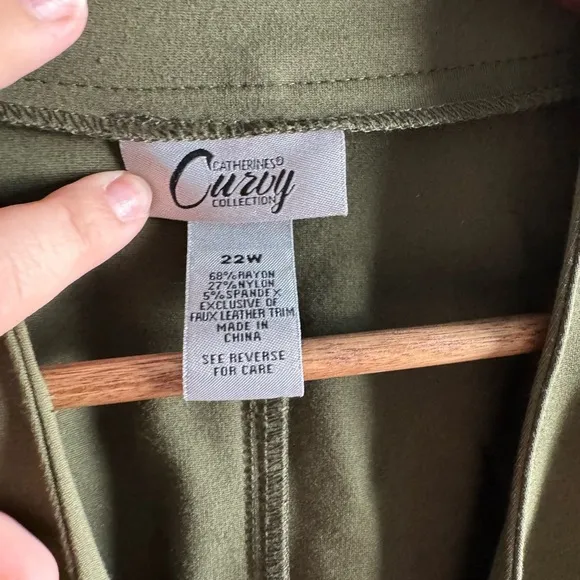 CATHERINES®
Curvy
COLLECTION
22W
68%RAYON
27%NYLON
5%SPANDEX
EXCLUSIVE OF
FAUX LEATHER TRIM
MADE IN
CHINA
SEE REVERSE
FOR CARE